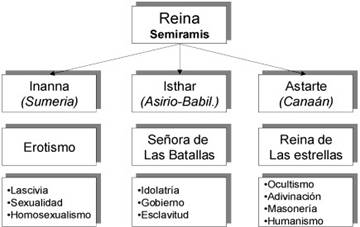 Reina
Semiramis
Inanna
(Sumeria)
Isthar
(Asirio-Babil.)
Astarte
(Canaán)
Erotismo
Señora de
Las Batallas
Reina de
Las estrellas
•Lascivia
•Sexualidad
•Homosexualismo
•Idolatría
•Gobierno
•Esclavitud
•Ocultismo
•Adivinación
•Masonería
•Humanismo